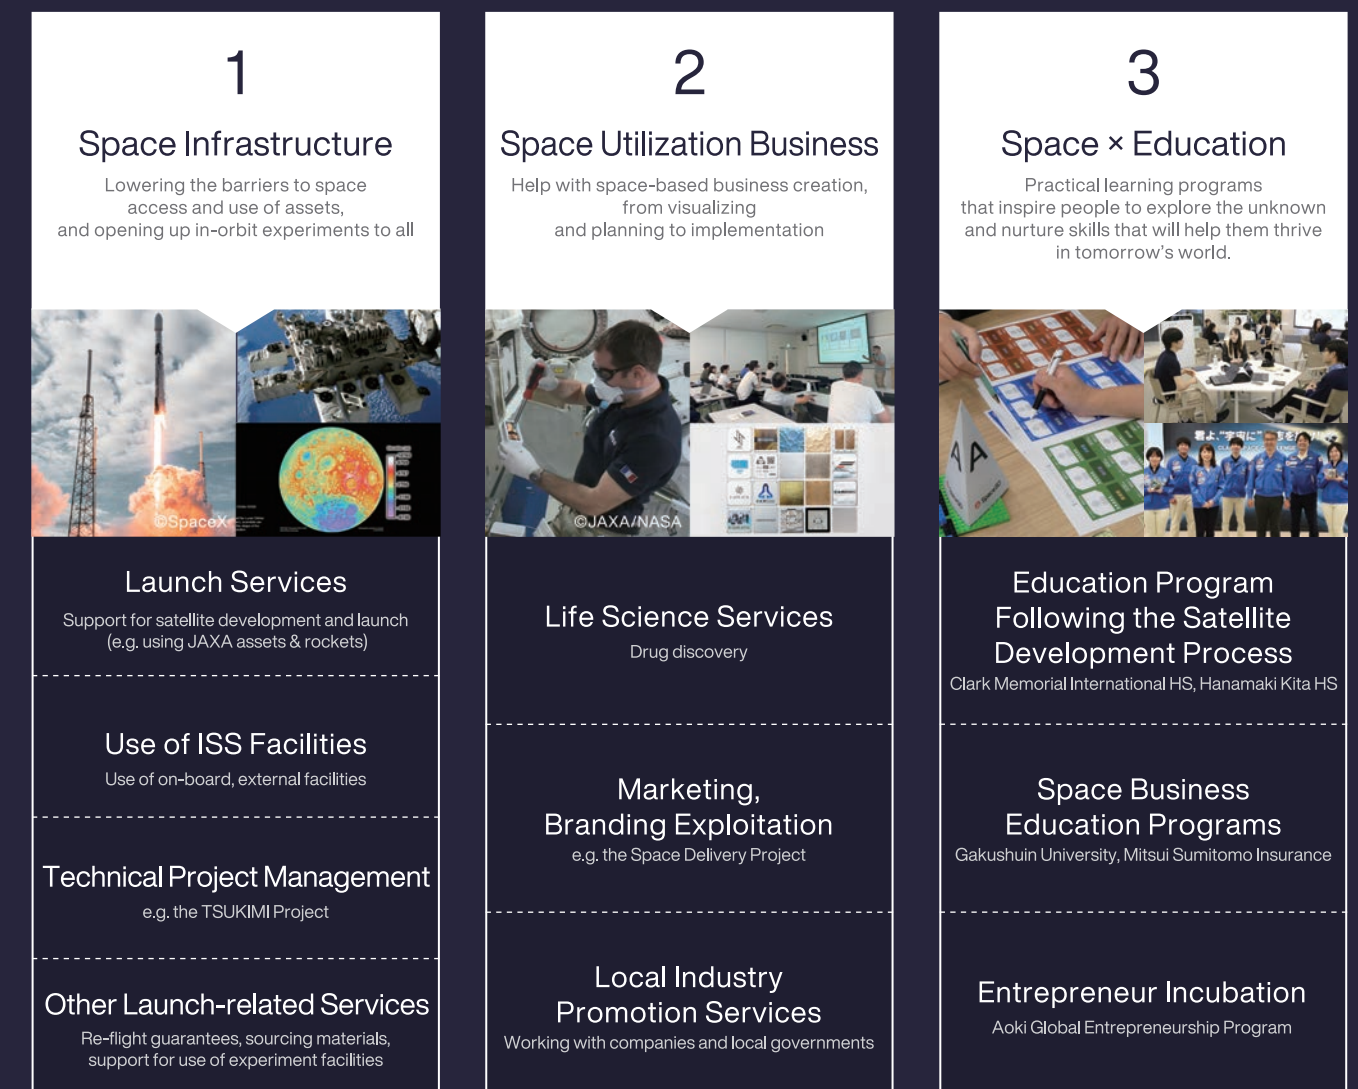 1
Space Infrastructure
Lowering the barriers to space
access and use of assets,
and opening up in-orbit experiments to all
©SpaceX
Launch Services
Support for satellite development and launch
(e.g. using JAXA assets & rockets)
Use of ISS Facilities
Use of on-board, external facilities
Technical Project Management
e.g. the TSUKIMI Project
Other Launch-related Services
Re-flight guarantees, sourcing materials,
support for use of experiment facilities
2
Space Utilization Business
Help with space-based business creation,
from visualizing
and planning to implementation
©JAXA/NASA
Life Science Services
Drug discovery
Marketing,
Branding Exploitation
e.g. the Space Delivery Project
Local Industry
Promotion Services
Working with companies and local governments
3
Space × Education
Practical learning programs
that inspire people to explore the unknown
and nurture skills that will help them thrive
in tomorrow's world.
AA
Education Program
Following the Satellite
Development Process
Clark Memorial International HS, Hanamaki Kita HS
Space Business
Education Programs
Gakushuin University, Mitsui Sumitomo Insurance
Entrepreneur Incubation
Aoki Global Entrepreneurship Program